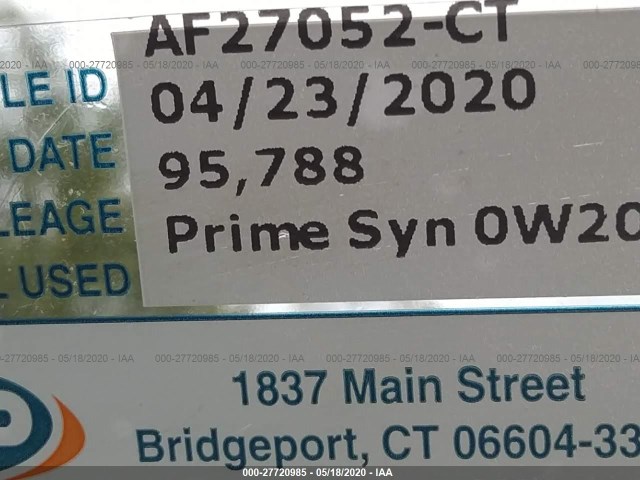 AF27052-CT
LE ID
04/23/2020
DATE
95,788
LEAGE
Prime Syn 0W20
USED
1837 Main Street
Bridgeport, CT 06604-33
000-27720985 - 05/18/2020 - IAA